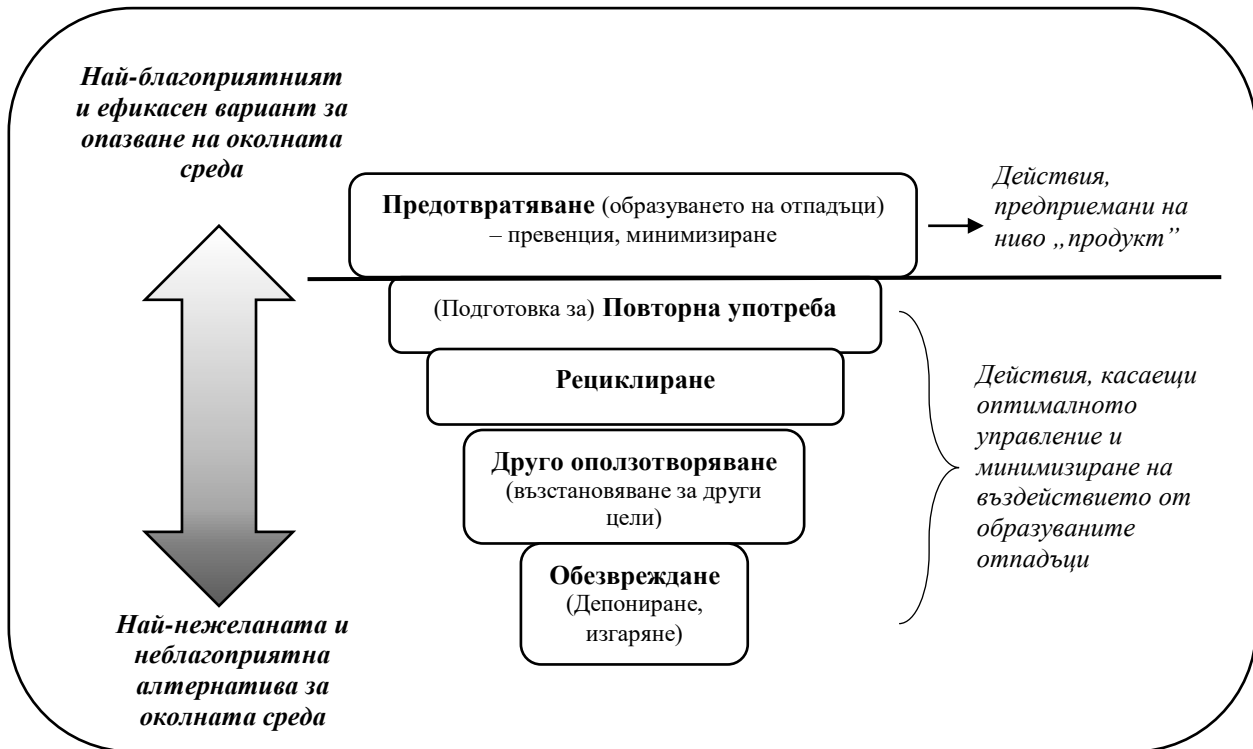 Най-благоприятният
и ефикасен вариант за
опазване на околната
среда
Предотвратяване (образуването на отпадъци)
– превенция, минимизиране
Действия,
предприемани на
ниво „продукт”
(Подготовка за) Повторна употреба
Рециклиране
Друго оползотворяване
(възстановяване за други
цели)
Обезвреждане
(Депониране,
изгаряне)
Действия, касаещи
оптималното
управление и
минимизиране на
въздействието от
образуваните
отпадъци
Най-нежеланата и
неблагоприятна
алтернатива за
околната среда